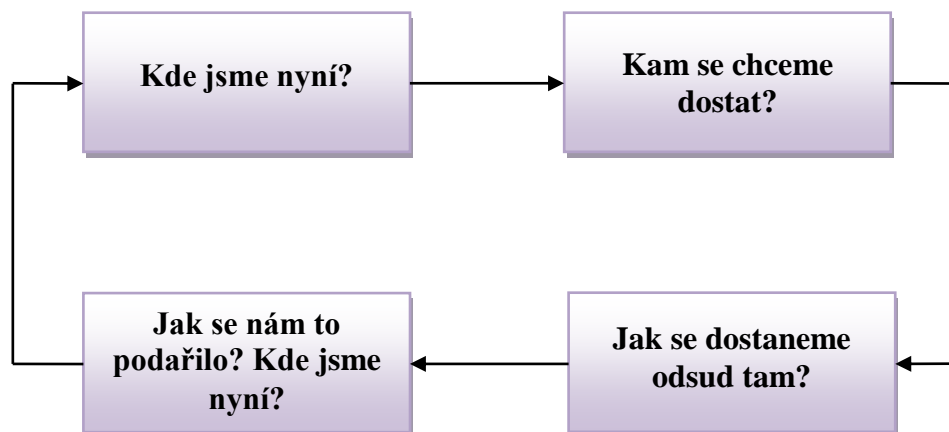 Kde jsme nyní?
Kam se chceme
dostat?
Jak se nám to
podařilo? Kde jsme
nyní?
Jak se dostaneme
odsud tam?